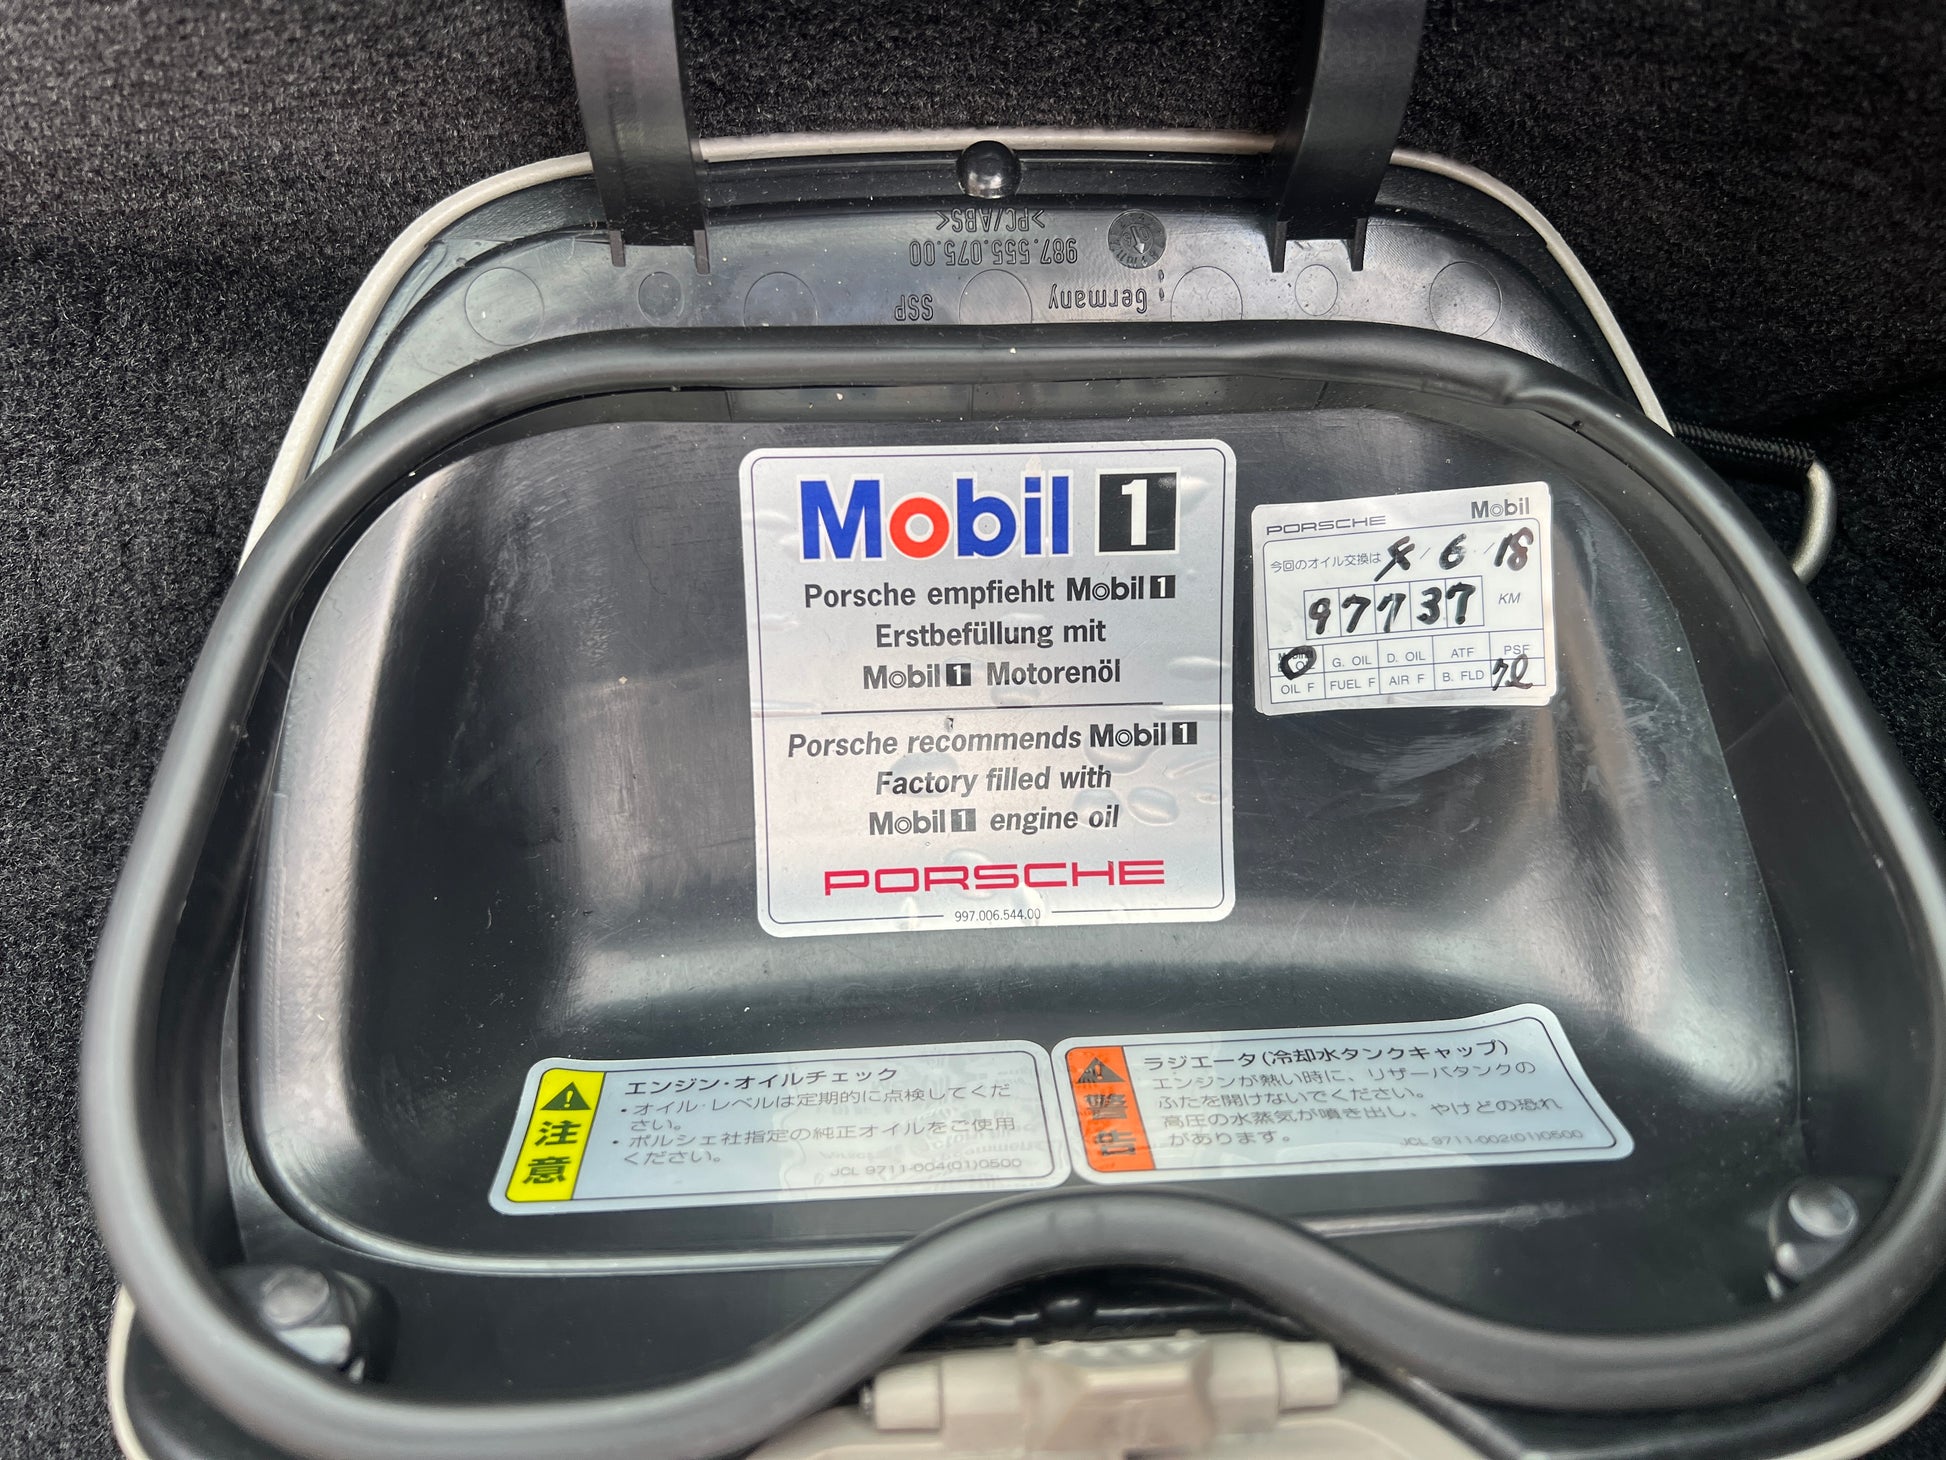 >PC/ABS<
987.555.075.00
Germany
SSP
Mobil 1
Porsche empfiehlt Mobil 1
Erstbefüllung mit
Mobil 1 Motorenöl
Porsche recommends Mobil 1
Factory filled with
Mobil 1 engine oil
PORSCHE
997.006.544.00
PORSCHE Mobil
今回のオイル交換は / 6 / 18
97737 KM
G. OIL D. OIL ATF PSF
OIL F FUEL F AIR F B. FLD 7ℓ
注意
エンジン・オイルチェック
・オイル・レベルは定期的に点検してくだ
さい。
・ポルシェ社指定の純正オイルをご使用
ください。
JCL 9711-004(01)0500
警告
ラジエータ(冷却水タンクキャップ)
エンジンが熱い時に、リザーバタンクの
ふたを開けないでください。
高圧の水蒸気が噴き出し、やけどの恐れ
があります。
JCL 9711-002(01)0500